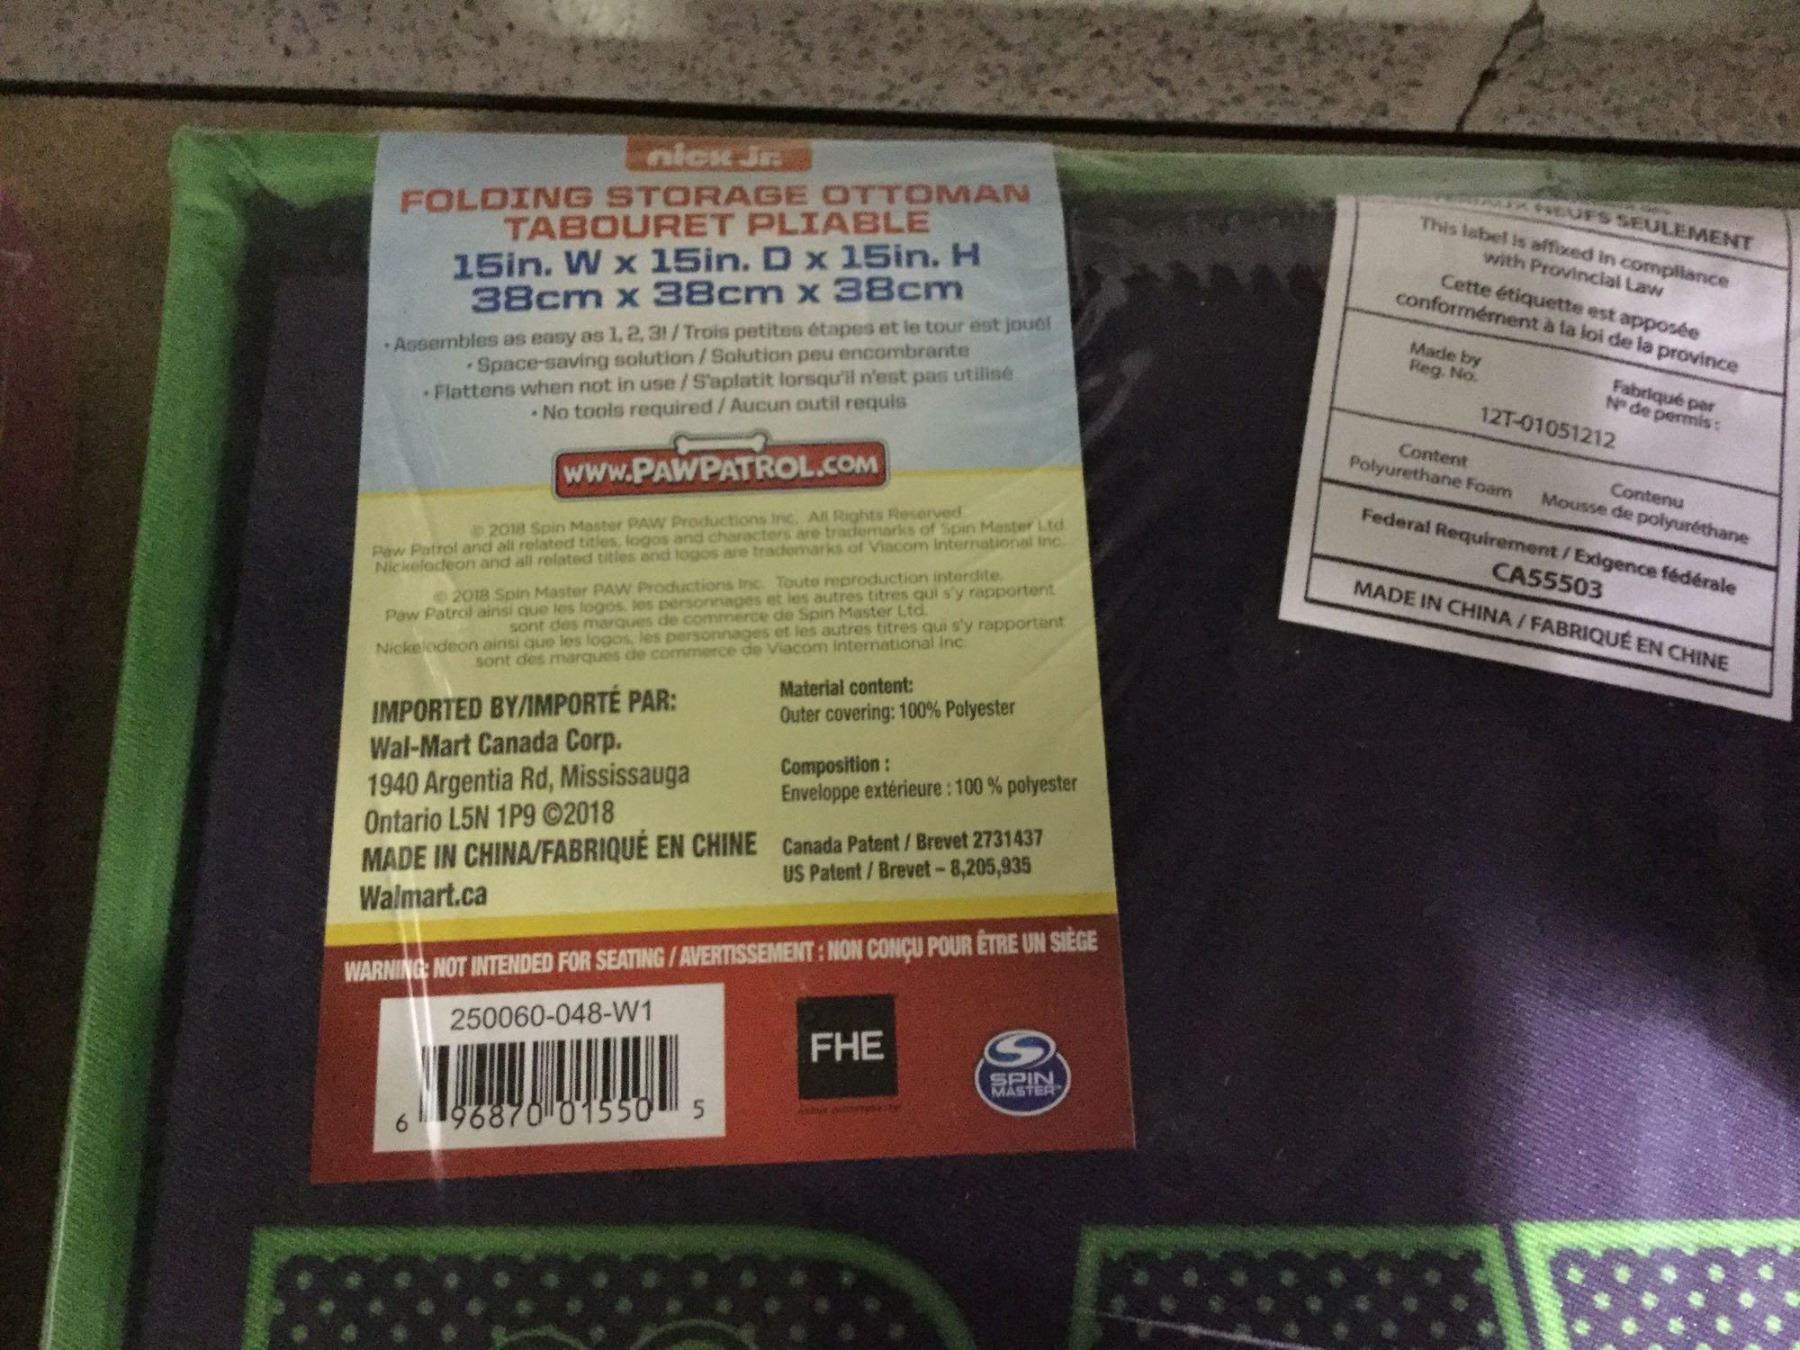 nick jr.
FOLDING STORAGE OTTOMAN
TABOURET PLIABLE
15in. W x 15in. D x 15in. H
38cm x 38cm x 38cm
• Assembles as easy as 1, 2, 3! / Trois petites étapes et le tour est joué!
• Space-saving solution / Solution peu encombrante
• Flattens when not in use / S'aplatit lorsqu'il n'est pas utilisé
• No tools required / Aucun outil requis
WWW.PAWPATROL.COM
© 2018 Spin Master PAW Productions Inc. All Rights Reserved.
Paw Patrol and all related titles, logos and characters are trademarks of Spin Master Ltd.
Nickelodeon and all related titles and logos are trademarks of Viacom International Inc.
© 2018 Spin Master PAW Productions Inc. Toute reproduction interdite.
Paw Patrol ainsi que les logos, les personnages et les autres titres qui s'y rapportent
sont des marques de commerce de Spin Master Ltd.
Nickelodeon ainsi que les logos, les personnages et les autres titres qui s'y rapportent
sont des marques de commerce de Viacom International Inc.
IMPORTED BY/IMPORTÉ PAR:
Wal-Mart Canada Corp.
1940 Argentia Rd, Mississauga
Ontario L5N 1P9 ©2018
MADE IN CHINA/FABRIQUÉ EN CHINE
Walmart.ca
Material content:
Outer covering: 100% Polyester
Composition :
Enveloppe extérieure : 100 % polyester
Canada Patent / Brevet 2731437
US Patent / Brevet – 8,205,935
WARNING: NOT INTENDED FOR SEATING / AVERTISSEMENT : NON CONÇU POUR ÊTRE UN SIÈGE
250060-048-W1
6 96870 01550 5
FHE
SPIN
MASTER™
NEUFS SEULEMENT
This label is affixed in compliance
with Provincial Law
Cette étiquette est apposée
conformément à la loi de la province
Made by
Reg. No.
Fabriqué par
Nº de permis :
12T-01051212
Content
Polyurethane Foam
Contenu
Mousse de polyuréthane
Federal Requirement / Exigence fédérale
CA55503
MADE IN CHINA / FABRIQUÉ EN CHINE